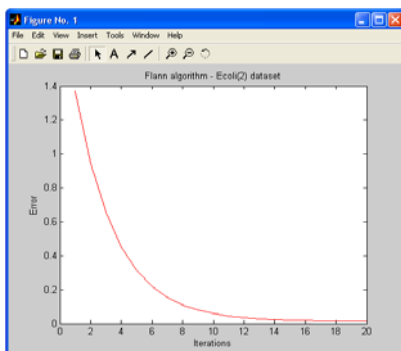 Figure No. 1
File Edit View Insert Tools Window Help
A
Flann algorithm - Ecoli(2) dataset
1.4
1.2
1
0.8
0.6
0.4
0.2
0
Error
0 2 4 6 8 10 12 14 16 18 20
Iterations